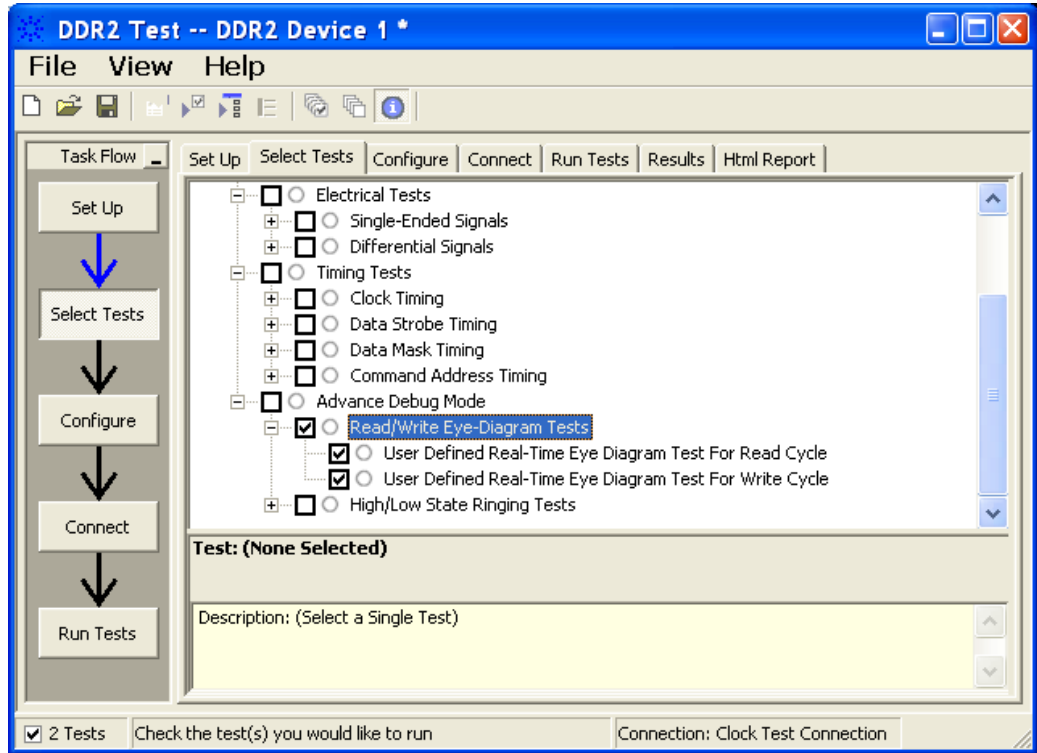 DDR2 Test -- DDR2 Device 1 *
File View Help
Task Flow
Set Up Select Tests Configure Connect Run Tests Results Html Report
Set Up
Select Tests
Configure
Connect
Run Tests
Electrical Tests
Single-Ended Signals
Differential Signals
Timing Tests
Clock Timing
Data Strobe Timing
Data Mask Timing
Command Address Timing
Advance Debug Mode
Read/Write Eye-Diagram Tests
User Defined Real-Time Eye Diagram Test For Read Cycle
User Defined Real-Time Eye Diagram Test For Write Cycle
High/Low State Ringing Tests
Test: (None Selected)
Description: (Select a Single Test)
2 Tests Check the test(s) you would like to run Connection: Clock Test Connection